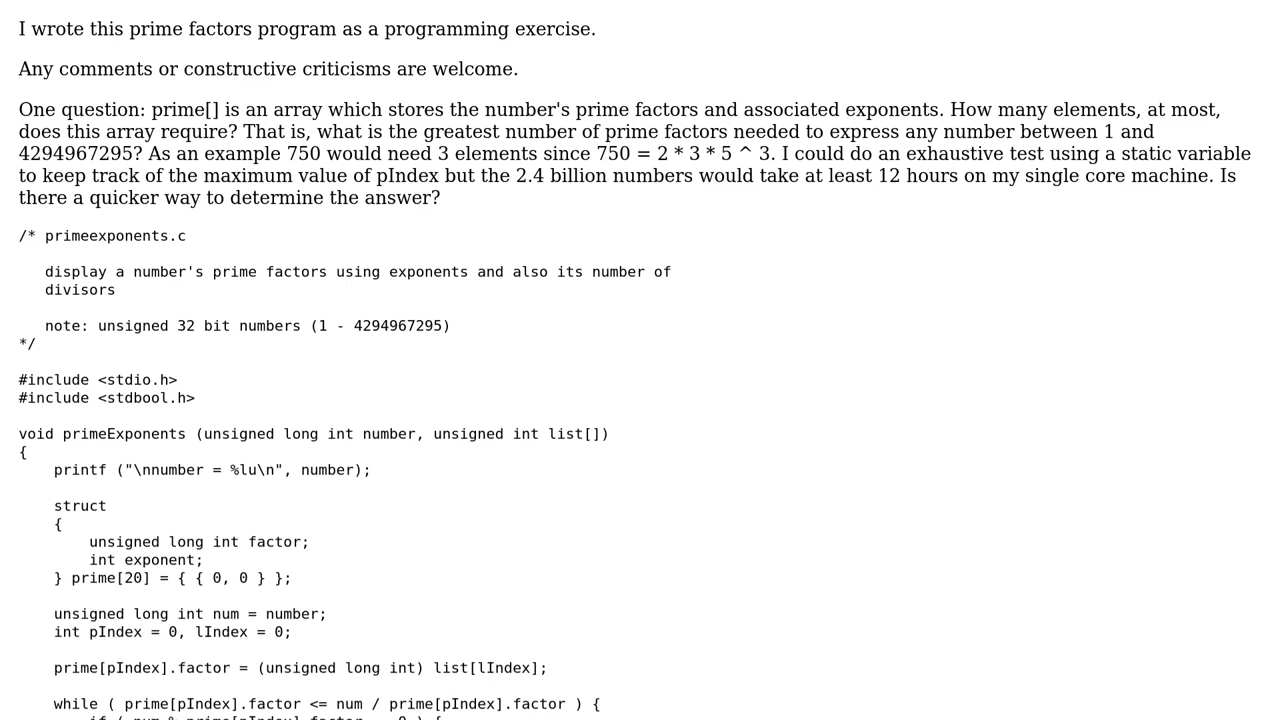 I wrote this prime factors program as a programming exercise.
Any comments or constructive criticisms are welcome.
One question: prime[] is an array which stores the number's prime factors and associated exponents. How many elements, at most,
does this array require? That is, what is the greatest number of prime factors needed to express any number between 1 and
4294967295? As an example 750 would need 3 elements since 750 = 2 * 3 * 5 ^ 3. I could do an exhaustive test using a static variable
to keep track of the maximum value of pIndex but the 2.4 billion numbers would take at least 12 hours on my single core machine. Is
there a quicker way to determine the answer?
/* primeexponents.c
display a number's prime factors using exponents and also its number of
divisors
note: unsigned 32 bit numbers (1 - 4294967295)
*/
#include <stdio.h>
#include <stdbool.h>
void primeExponents (unsigned long int number, unsigned int list[])
{
printf ("\nnumber = %lu\n", number);
struct
{
unsigned long int factor;
int exponent;
} prime[20] = { { 0, 0 } };
unsigned long int num = number;
int pIndex = 0, lIndex = 0;
prime[pIndex].factor = (unsigned long int) list[lIndex];
while ( prime[pIndex].factor <= num / prime[pIndex].factor ) {